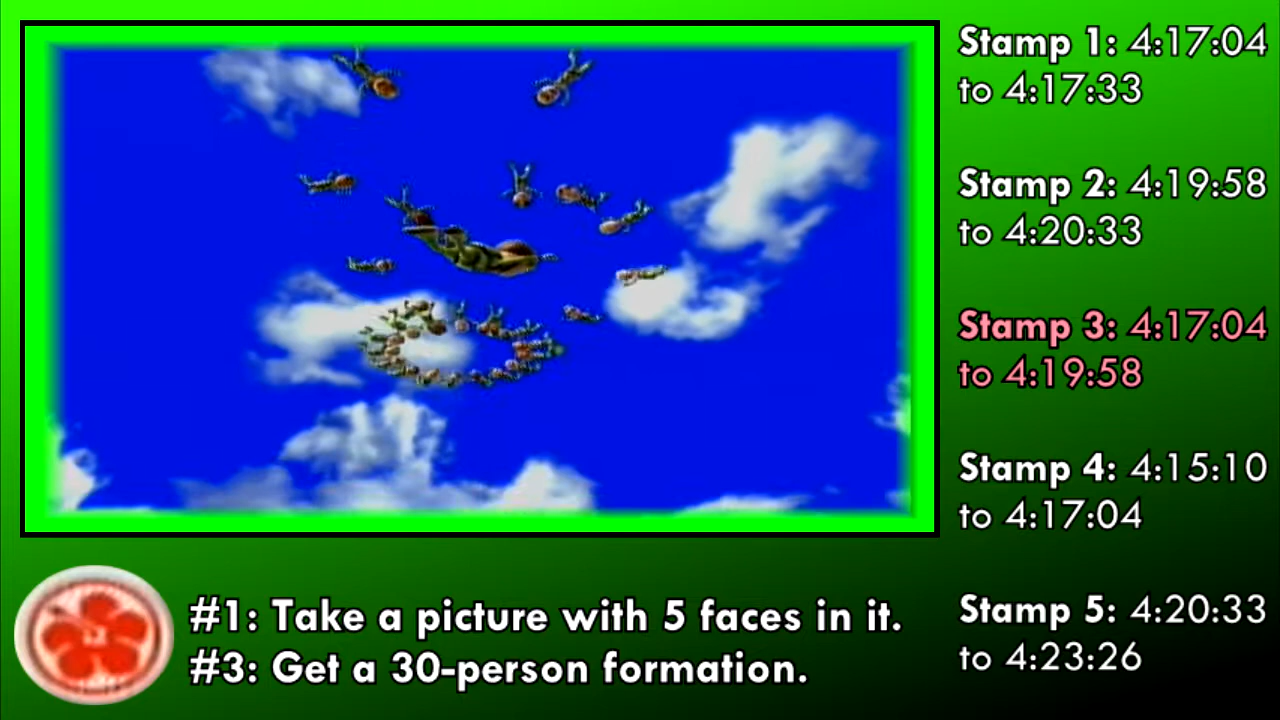 Stamp 1: 4:17:04
to 4:17:33
Stamp 2: 4:19:58
to 4:20:33
Stamp 3: 4:17:04
to 4:19:58
Stamp 4: 4:15:10
to 4:17:04
Stamp 5: 4:20:33
to 4:23:26
#1: Take a picture with 5 faces in it.
#3: Get a 30-person formation.